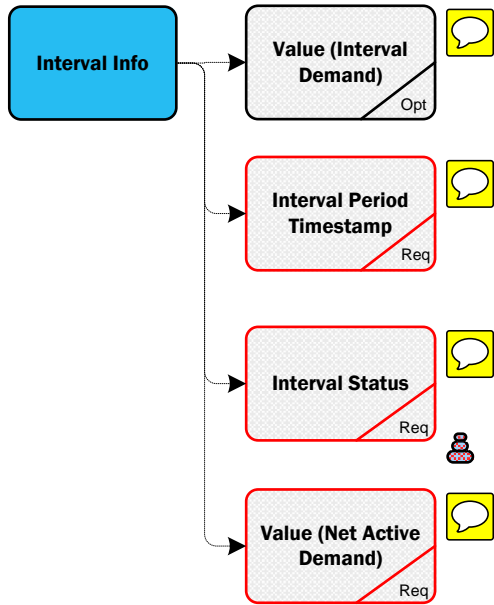 Interval Info
Value (Interval
Demand)
Opt
Interval Period
Timestamp
Req
Interval Status
Req
Value (Net Active
Demand)
Req